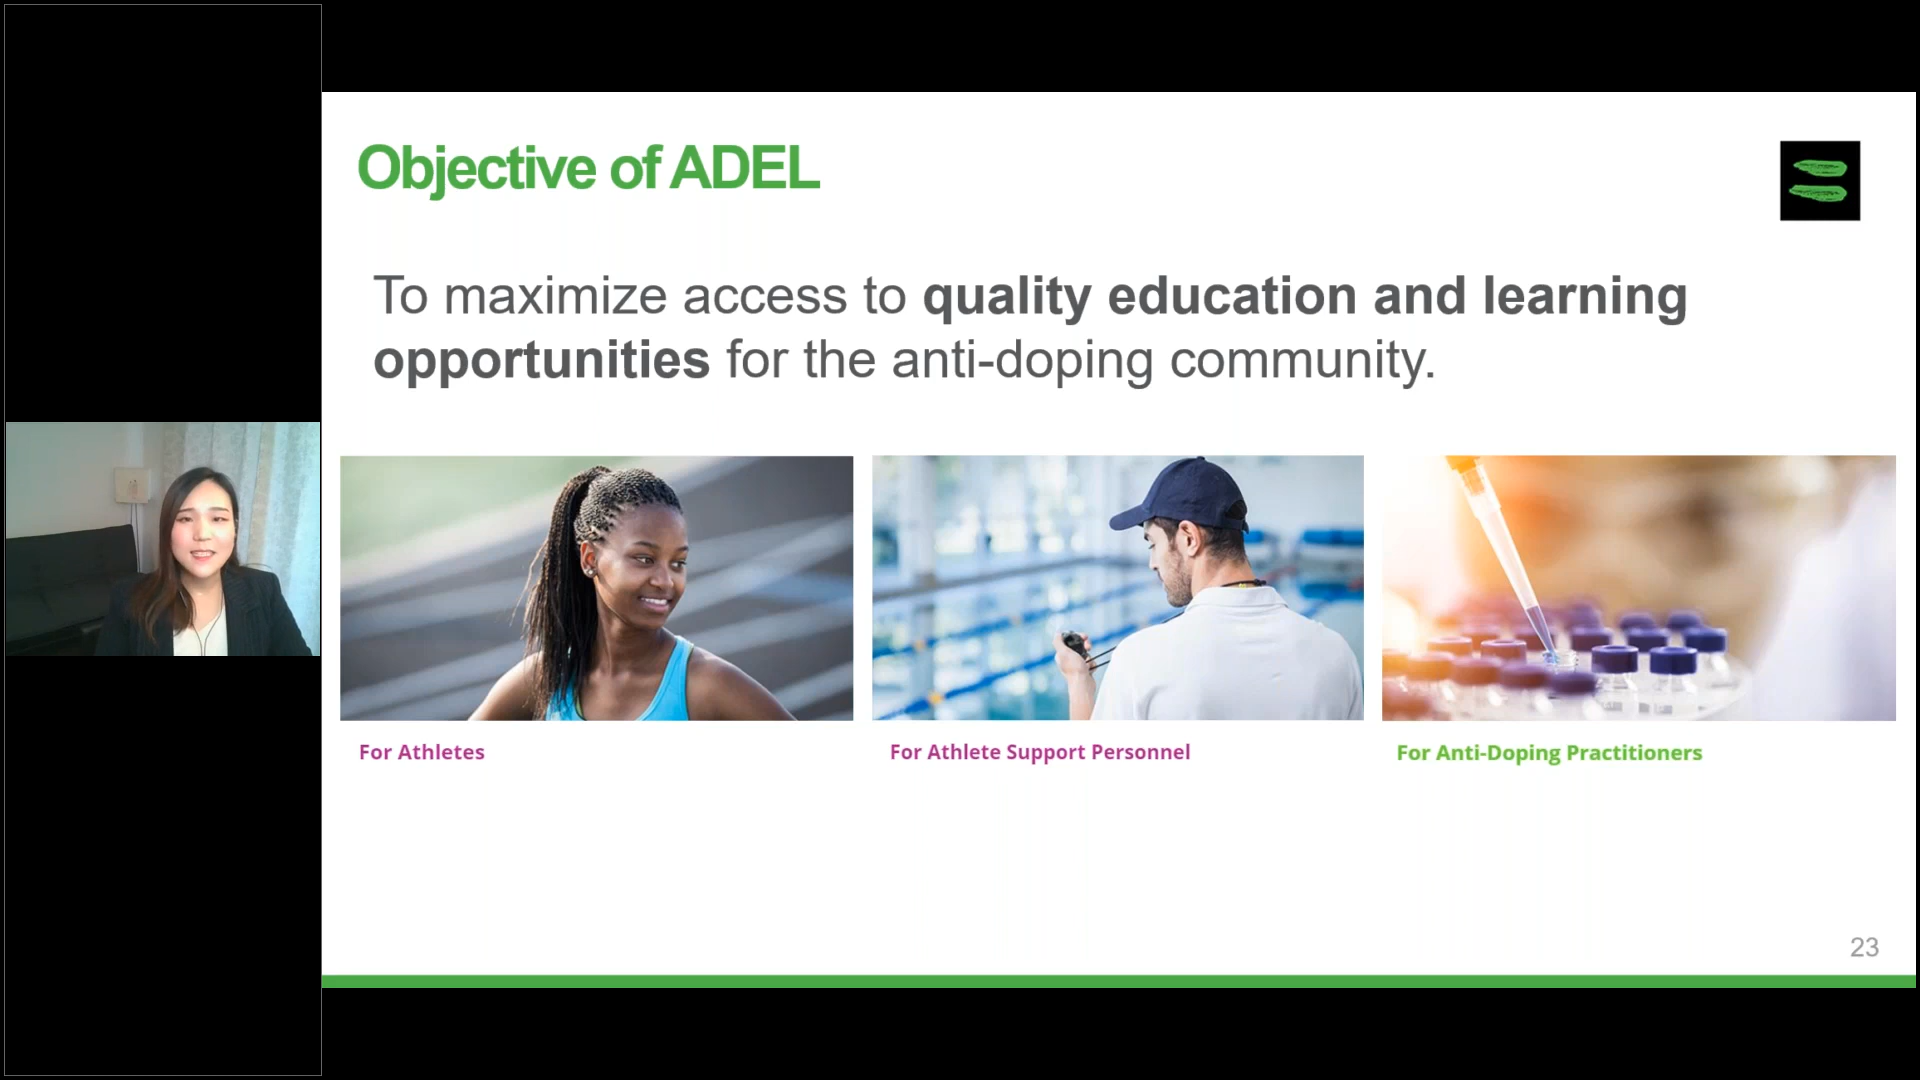 Objective of ADEL
To maximize access to quality education and learning
opportunities for the anti-doping community.
For Athletes
For Athlete Support Personnel
For Anti-Doping Practitioners
23